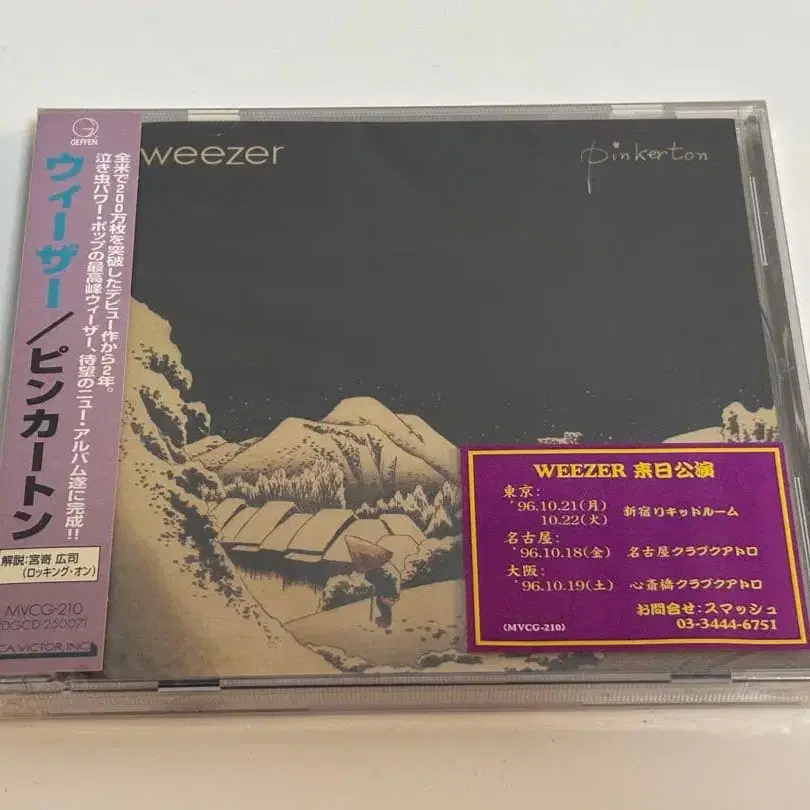 GEFFEN
ウィーザー／ピンカートン
全米で200万枚を突破したデビュー作から2年。
泣き虫パワー・ポップの最高峰ウィーザー、待望のニュー・アルバム遂に完成!!
解説:宮嵜 広司
(ロッキング・オン)
MVCG-210
DGCD 25007
CA VICTOR, INC.
weezer
pinkerton
WEEZER 来日公演
東京:
'96.10.21(月) 新宿リキッドルーム
10.22(火)
名古屋:
'96.10.18(金) 名古屋クラブクアトロ
大阪:
'96.10.19(土) 心斎橋クラブクアトロ
お問合せ:スマッシュ
(MVCG-210) 03-3444-6751